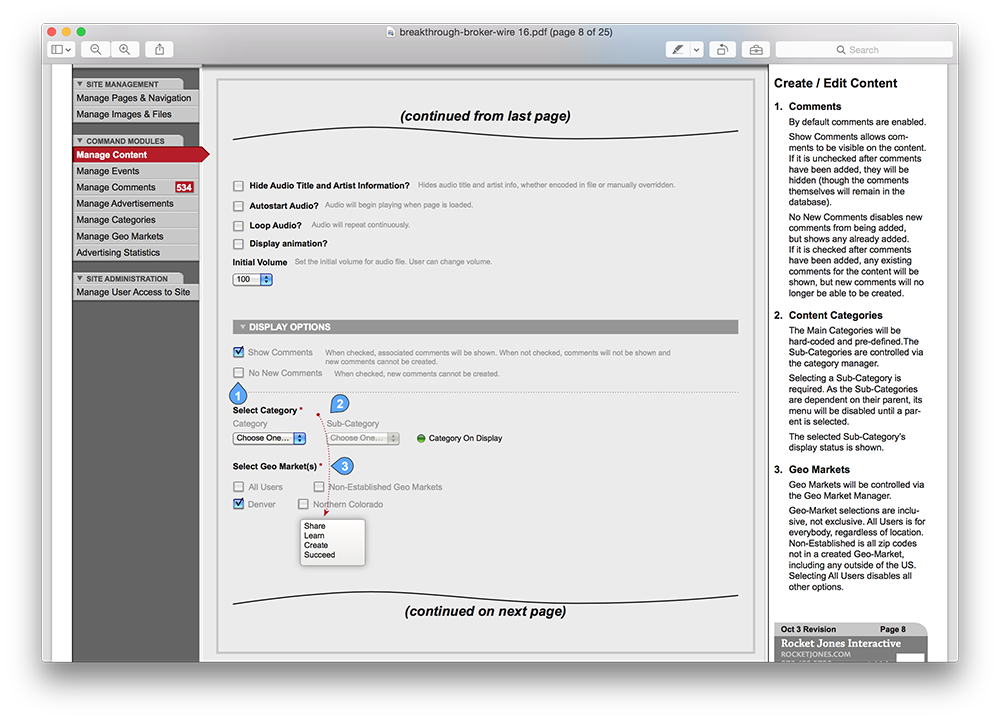 breakthrough-broker-wire 16.pdf (page 8 of 25)
Search
SITE MANAGEMENT
Manage Pages & Navigation
Manage Images & Files
COMMAND MODULES
Manage Content
Manage Events
Manage Comments 534
Manage Advertisements
Manage Categories
Manage Geo Markets
Advertising Statistics
SITE ADMINISTRATION
Manage User Access to Site
(continued from last page)
Hide Audio Title and Artist Information? Hides audio title and artist info, whether encoded in file or manually overridden.
Autostart Audio? Audio will begin playing when page is loaded.
Loop Audio? Audio will repeat continuously.
Display animation?
Initial Volume Set the initial volume for audio file. User can change volume.
100
DISPLAY OPTIONS
Show Comments When checked, associated comments will be shown. When not checked, comments will not be shown and
new comments cannot be created.
No New Comments When checked, new comments cannot be created.
1
2
Select Category *
Category Sub-Category
Choose One... Choose One... Category On Display
Select Geo Market(s) * 3
All Users Non-Established Geo Markets
Denver Northern Colorado
Share
Learn
Create
Succeed
(continued on next page)
Create / Edit Content
1. Comments
By default comments are enabled.
Show Comments allows com-
ments to be visible on the content.
If it is unchecked after comments
have been added, they will be
hidden (though the comments
themselves will remain in the
database).
No New Comments disables new
comments from being added,
but shows any already added.
If it is checked after comments
have been added, any existing
comments for the content will be
shown, but new comments will no
longer be able to be created.
2. Content Categories
The Main Categories will be
hard-coded and pre-defined.The
Sub-Categories are controlled via
the category manager.
Selecting a Sub-Category is
required. As the Sub-Categories
are dependent on their parent, its
menu will be disabled until a par-
ent is selected.
The selected Sub-Category's
display status is shown.
3. Geo Markets
Geo Markets will be controlled via
the Geo Market Manager.
Geo-Market selections are inclu-
sive, not exclusive. All Users is for
everybody, regardless of location.
Non-Established is all zip codes
not in a created Geo-Market,
including any outside of the US.
Selecting All Users disables all
other options.
Oct 3 Revision Page 8
Rocket Jones Interactive
ROCKETJONES.COM